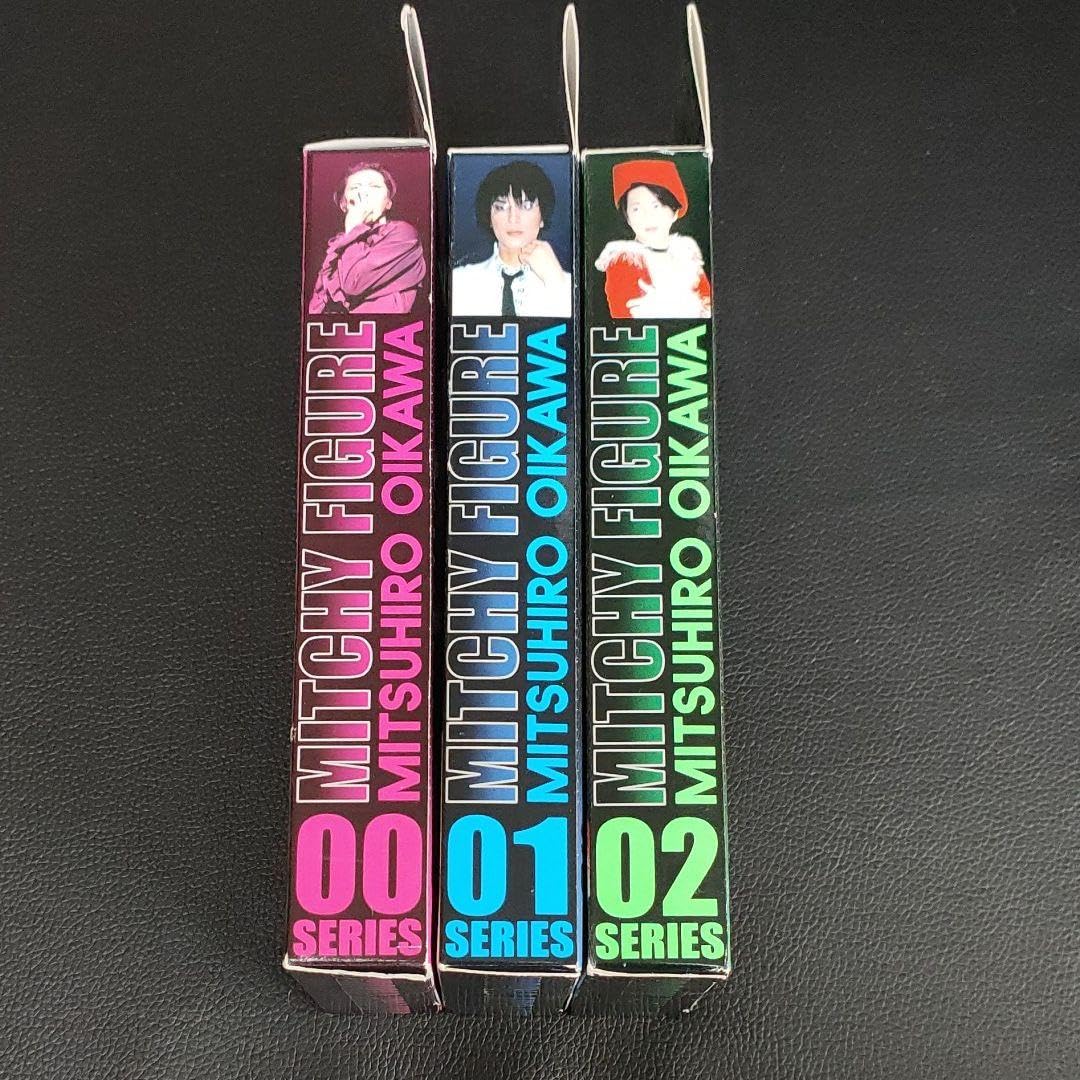 MITCHY FIGURE
MITSUHIRO OIKAWA
00
SERIES
MITCHY FIGURE
MITSUHIRO OIKAWA
01
SERIES
MITCHY FIGURE
MITSUHIRO OIKAWA
02
SERIES